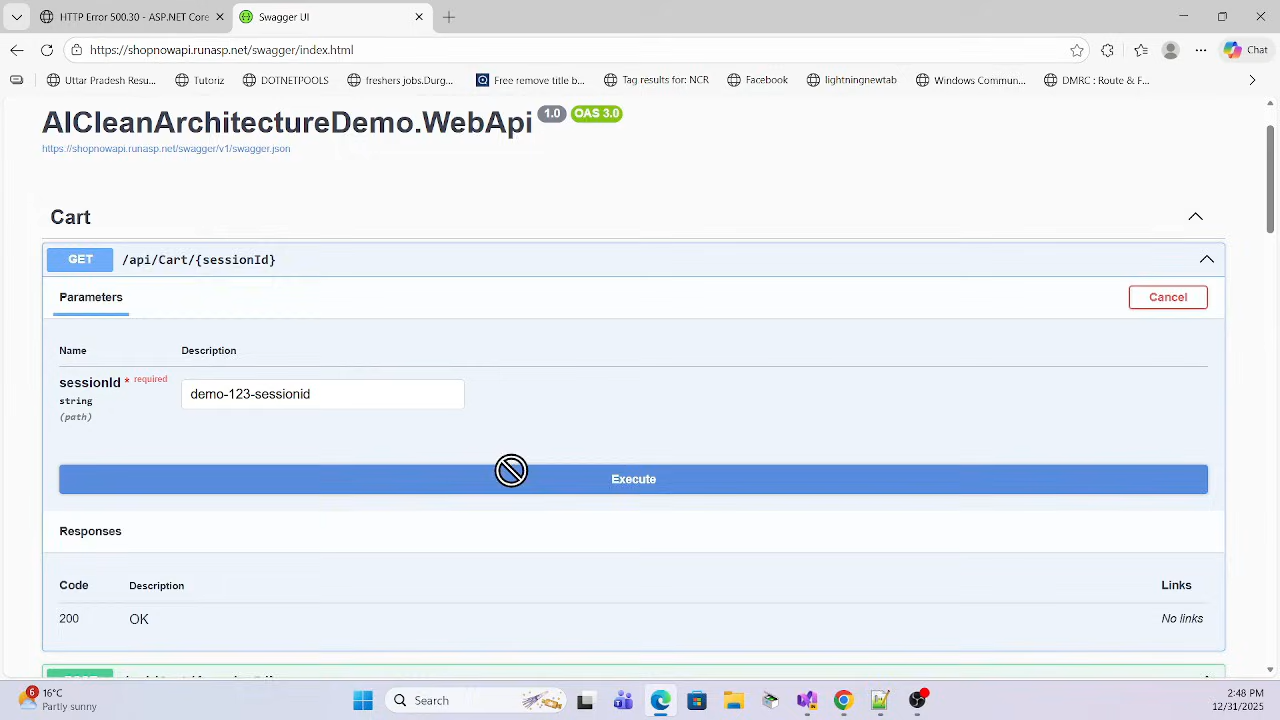 HTTP Error 500.30 - ASP.NET Core
Swagger UI
https://shopnowapi.runasp.net/swagger/index.html
Chat
Uttar Pradesh Resu...
Tutorız
DOTNETPOOLS
freshers jobs.Durg...
Free remove title b...
Tag results for: NCR
Facebook
lightningnewtab
Windows Commun...
DMRC : Route & F...
AICleanArchitectureDemo.WebApi 1.0 OAS 3.0
https://shopnowapi.runasp.net/swagger/v1/swagger.json
Cart
GET /api/Cart/{sessionId}
Parameters
Cancel
Name Description
sessionId * required
demo-123-sessionid
string
(path)
Execute
Responses
Code Description Links
200 OK No links
6
16°C
Partly sunny
Search
2:48 PM
12/31/2025